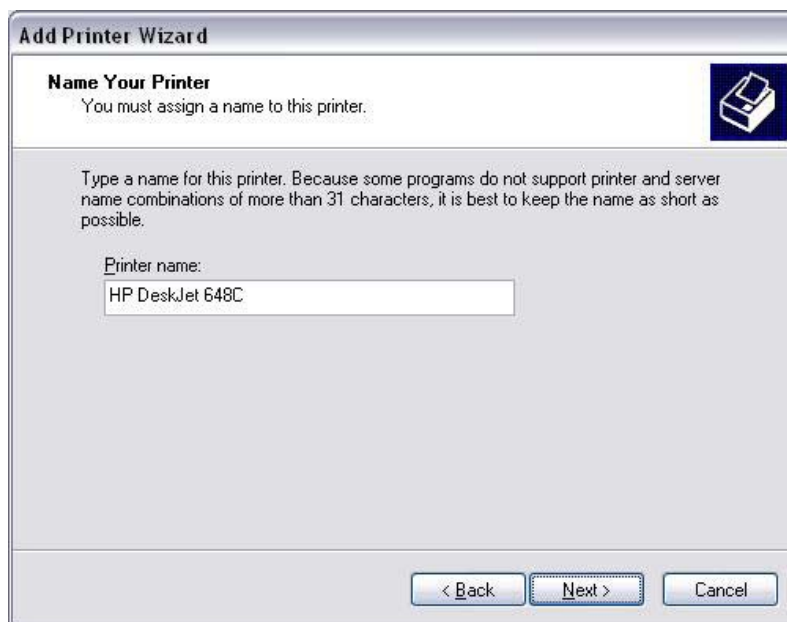 Add Printer Wizard
Name Your Printer
You must assign a name to this printer.
Type a name for this printer. Because some programs do not support printer and server
name combinations of more than 31 characters, it is best to keep the name as short as
possible.
Printer name:
HP DeskJet 648C
< Back
Next >
Cancel